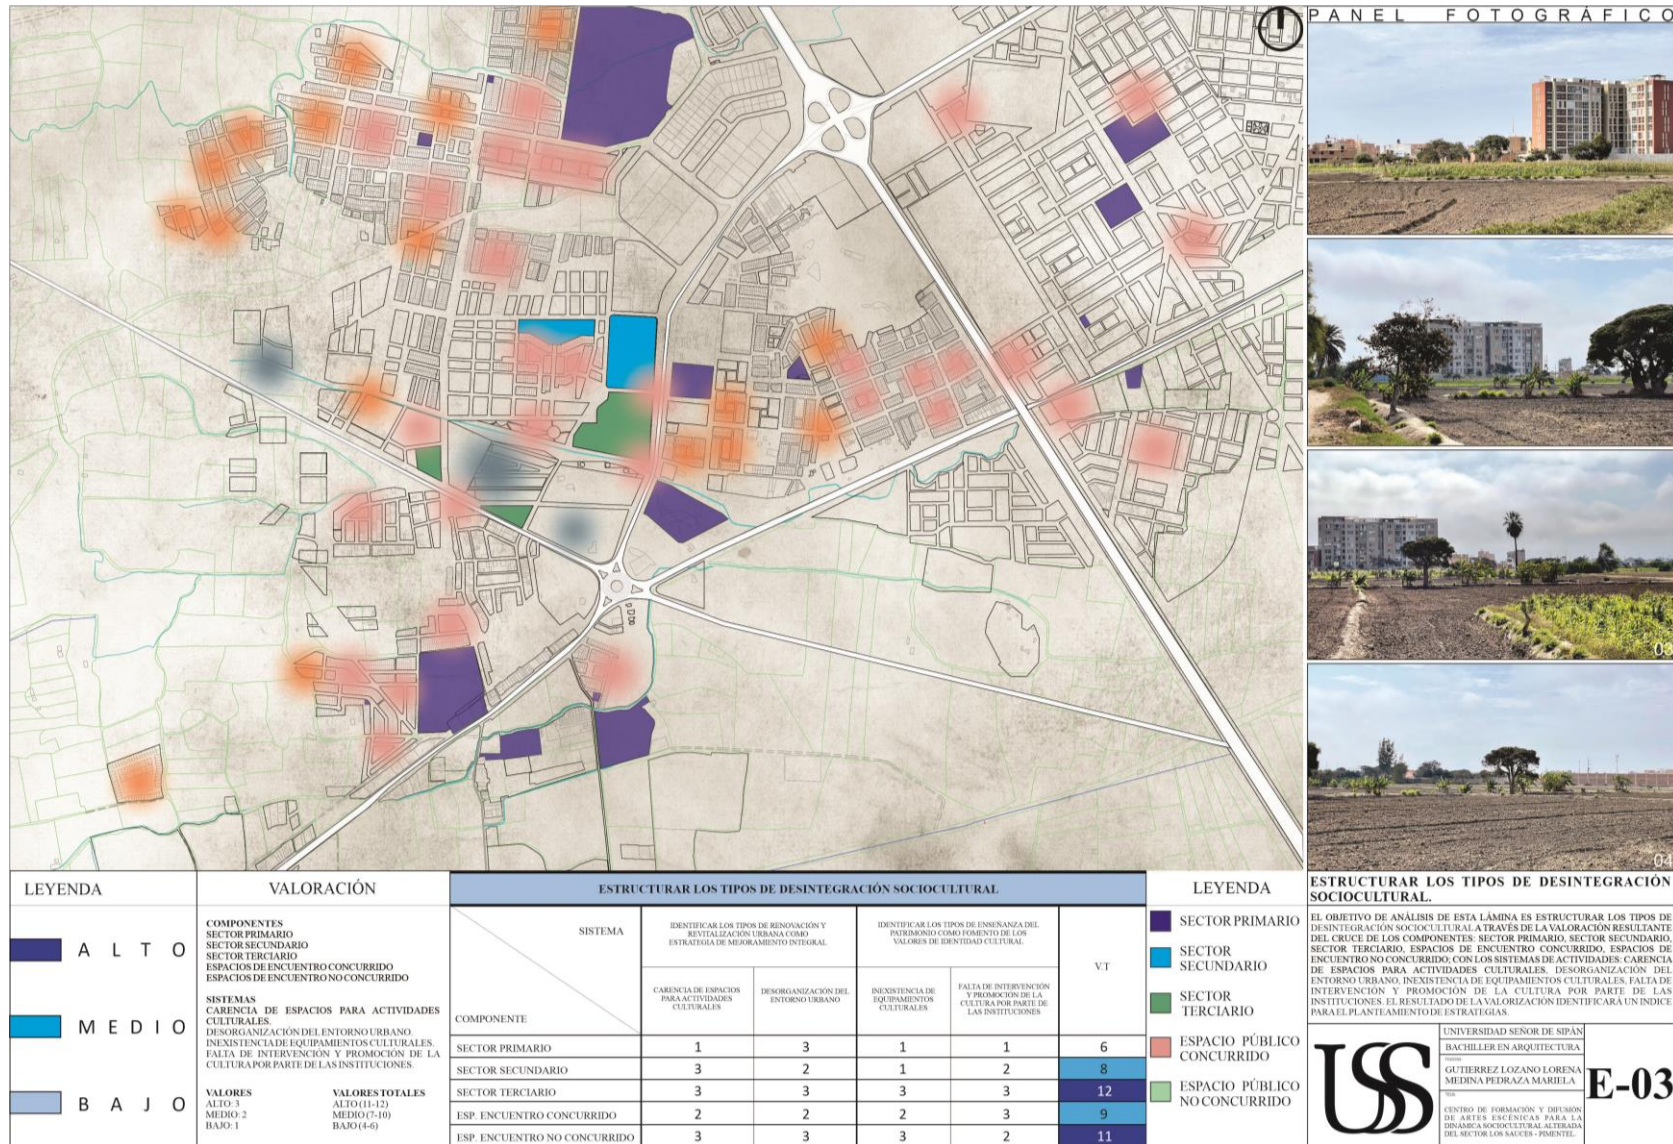 PANEL FOTOGRÁFICO
03
04
LEYENDA
ALTO
MEDIO
BAJO
VALORACIÓN
COMPONENTES
SECTOR PRIMARIO
SECTOR SECUNDARIO
SECTOR TERCIARIO
ESPACIOS DE ENCUENTRO CONCURRIDO
ESPACIOS DE ENCUENTRO NO CONCURRIDO
SISTEMAS
CARENCIA DE ESPACIOS PARA ACTIVIDADES
CULTURALES.
DESORGANIZACIÓN DEL ENTORNO URBANO.
INEXISTENCIA DE EQUIPAMIENTOS CULTURALES.
FALTA DE INTERVENCIÓN Y PROMOCIÓN DE LA
CULTURA POR PARTE DE LAS INSTITUCIONES.
VALORES VALORES TOTALES
ALTO: 3 ALTO (11-12)
MEDIO: 2 MEDIO (7-10)
BAJO: 1 BAJO (4-6)
ESTRUCTURAR LOS TIPOS DE DESINTEGRACIÓN SOCIOCULTURAL
SISTEMA
COMPONENTE
IDENTIFICAR LOS TIPOS DE RENOVACIÓN Y
REVITALIZACIÓN URBANA COMO
ESTRATEGIA DE MEJORAMIENTO INTEGRAL
IDENTIFICAR LOS TIPOS DE ENSEÑANZA DEL
PATRIMONIO COMO FOMENTO DE LOS
VALORES DE IDENTIDAD CULTURAL
V.T
CARENCIA DE ESPACIOS
PARA ACTIVIDADES
CULTURALES
DESORGANIZACIÓN DEL
ENTORNO URBANO
INEXISTENCIA DE
EQUIPAMIENTOS
CULTURALES
FALTA DE INTERVENCIÓN
Y PROMOCIÓN DE LA
CULTURA POR PARTE DE
LAS INSTITUCIONES
SECTOR PRIMARIO 1 3 1 1 6
SECTOR SECUNDARIO 3 2 1 2 8
SECTOR TERCIARIO 3 3 3 3 12
ESP. ENCUENTRO CONCURRIDO 2 2 2 3 9
ESP. ENCUENTRO NO CONCURRIDO 3 3 3 2 11
LEYENDA
SECTOR PRIMARIO
SECTOR
SECUNDARIO
SECTOR
TERCIARIO
ESPACIO PÚBLICO
CONCURRIDO
ESPACIO PÚBLICO
NO CONCURRIDO
ESTRUCTURAR LOS TIPOS DE DESINTEGRACIÓN
SOCIOCULTURAL.
EL OBJETIVO DE ANÁLISIS DE ESTA LÁMINA ES ESTRUCTURAR LOS TIPOS DE
DESINTEGRACIÓN SOCIOCULTURAL A TRAVÉS DE LA VALORACIÓN RESULTANTE
DEL CRUCE DE LOS COMPONENTES: SECTOR PRIMARIO, SECTOR SECUNDARIO,
SECTOR TERCIARIO, ESPACIOS DE ENCUENTRO CONCURRIDO, ESPACIOS DE
ENCUENTRO NO CONCURRIDO; CON LOS SISTEMAS DE ACTIVIDADES: CARENCIA
DE ESPACIOS PARA ACTIVIDADES CULTURALES, DESORGANIZACIÓN DEL
ENTORNO URBANO, INEXISTENCIA DE EQUIPAMIENTOS CULTURALES, FALTA DE
INTERVENCIÓN Y PROMOCIÓN DE LA CULTURA POR PARTE DE LAS
INSTITUCIONES. EL RESULTADO DE LA VALORIZACIÓN IDENTIFICARÁ UN INDICE
PARA EL PLANTEAMIENTO DE ESTRATEGIAS.
USS
UNIVERSIDAD SEÑOR DE SIPÁN
BACHILLER EN ARQUITECTURA
GUTIERREZ LOZANO LORENA
MEDINA PEDRAZA MARIELA
CENTRO DE FORMACIÓN Y DIFUSIÓN
DE ARTES ESCÉNICAS PARA LA
DINÁMICA SOCIOCULTURAL ALTERADA
DEL SECTOR LOS SAUCES - PIMENTEL.
E-03